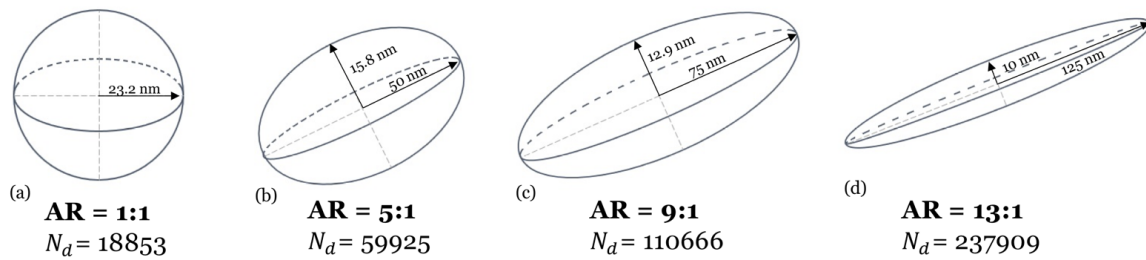 23.2 nm
(a)
AR = 1:1
N_d = 18853
15.8 nm
50 nm
(b)
AR = 5:1
N_d = 59925
12.9 nm
75 nm
(c)
AR = 9:1
N_d = 110666
10 nm
125 nm
(d)
AR = 13:1
N_d = 237909